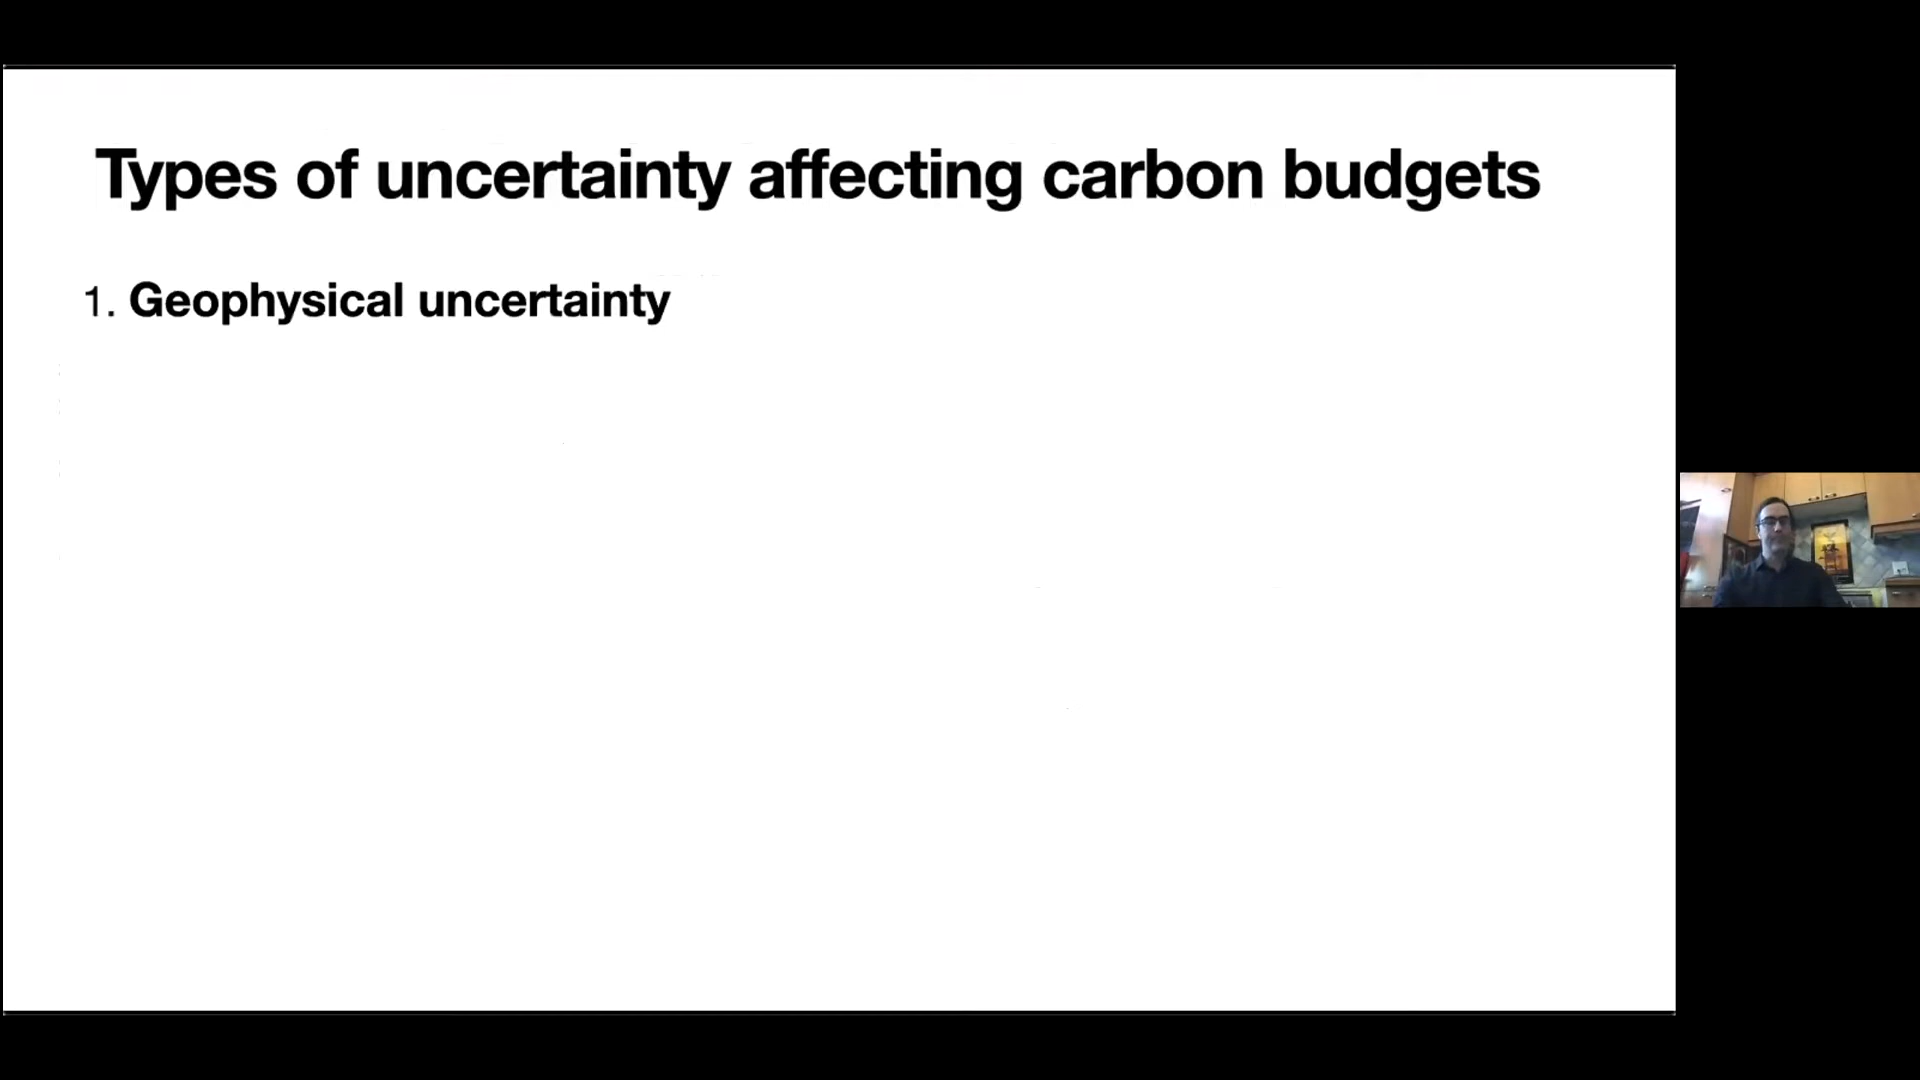 Types of uncertainty affecting carbon budgets
1. Geophysical uncertainty